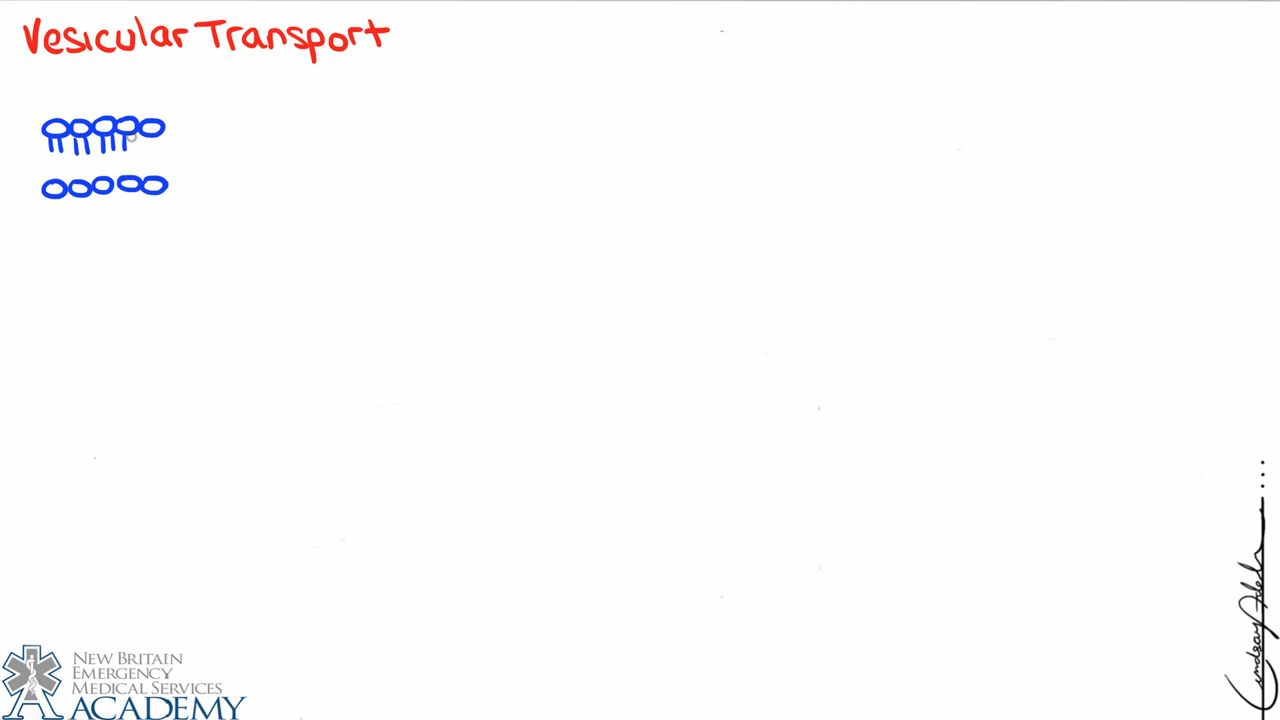 Vesicular Transport
NEW BRITAIN
EMERGENCY
MEDICAL SERVICES
ACADEMY